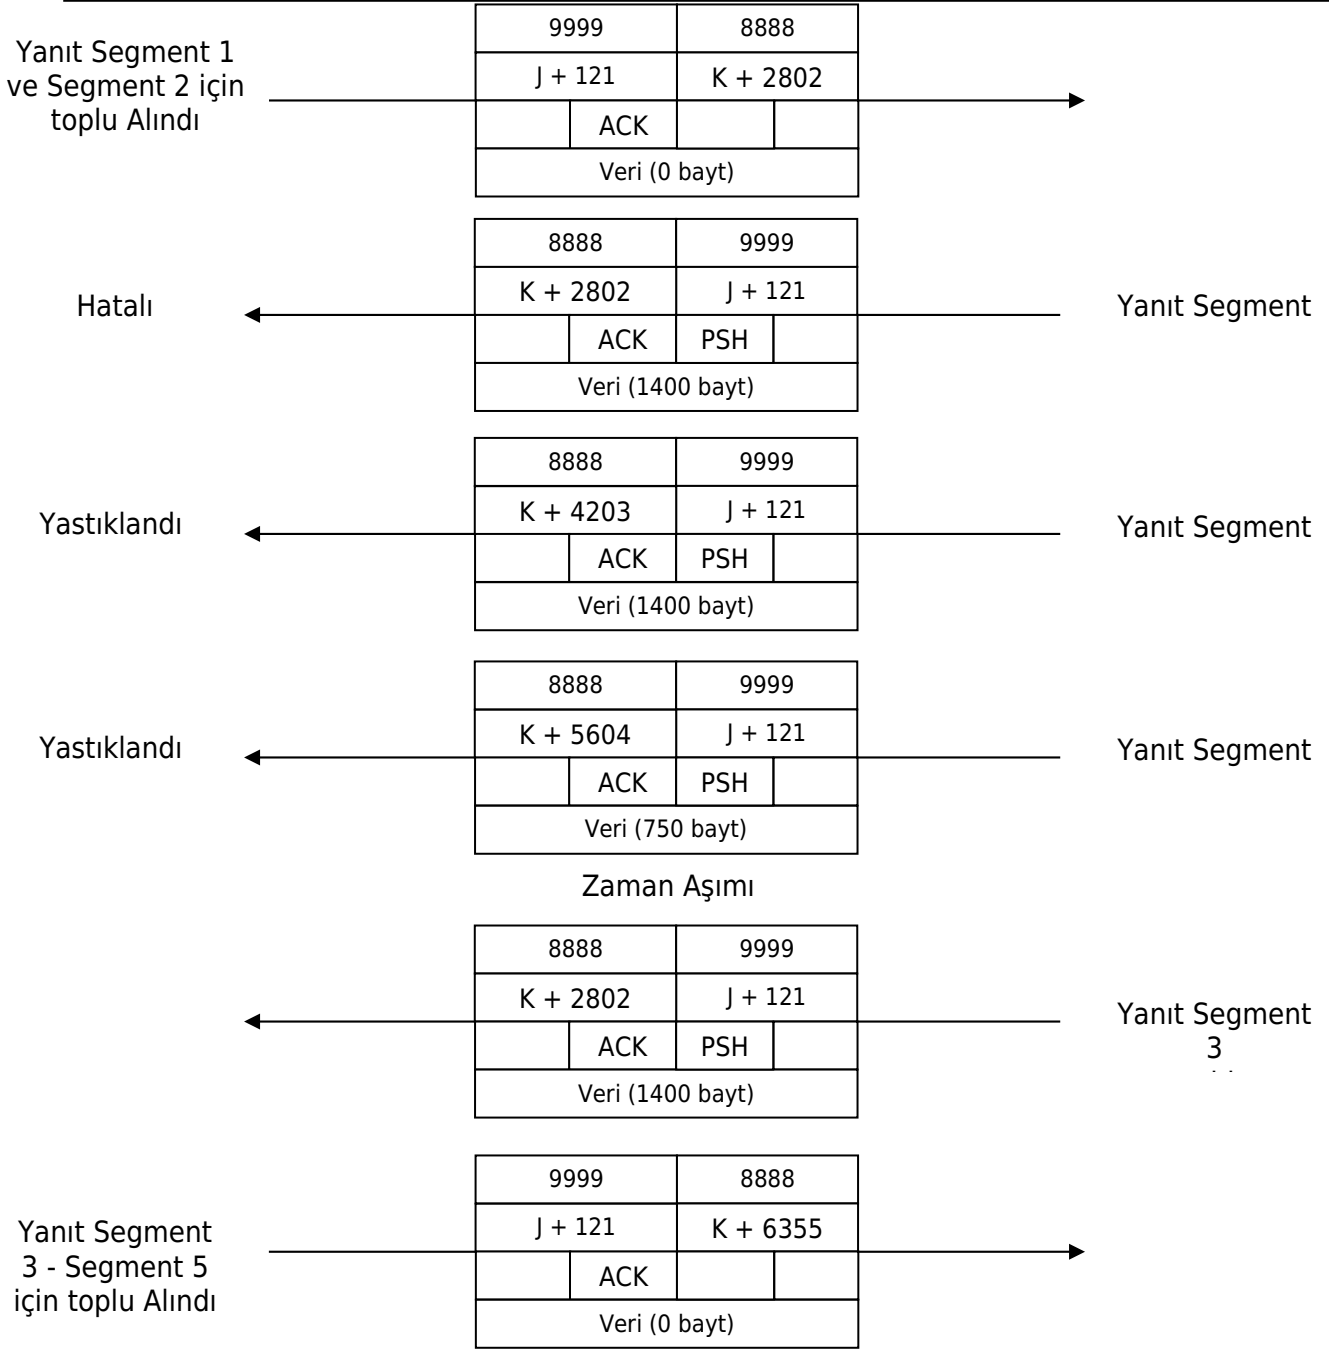 9999 8888
Yanıt Segment 1
ve Segment 2 için
toplu Alındı
J + 121 K + 2802
ACK
Veri (0 bayt)
8888 9999
Hatalı
K + 2802 J + 121
Yanıt Segment
ACK PSH
Veri (1400 bayt)
8888 9999
Yastıklandı
K + 4203 J + 121
Yanıt Segment
ACK PSH
Veri (1400 bayt)
8888 9999
Yastıklandı
K + 5604 J + 121
Yanıt Segment
ACK PSH
Veri (750 bayt)
Zaman Aşımı
8888 9999
K + 2802 J + 121
Yanıt Segment
3
ACK PSH
Veri (1400 bayt)
9999 8888
Yanıt Segment
3 - Segment 5
için toplu Alındı
J + 121 K + 6355
ACK
Veri (0 bayt)